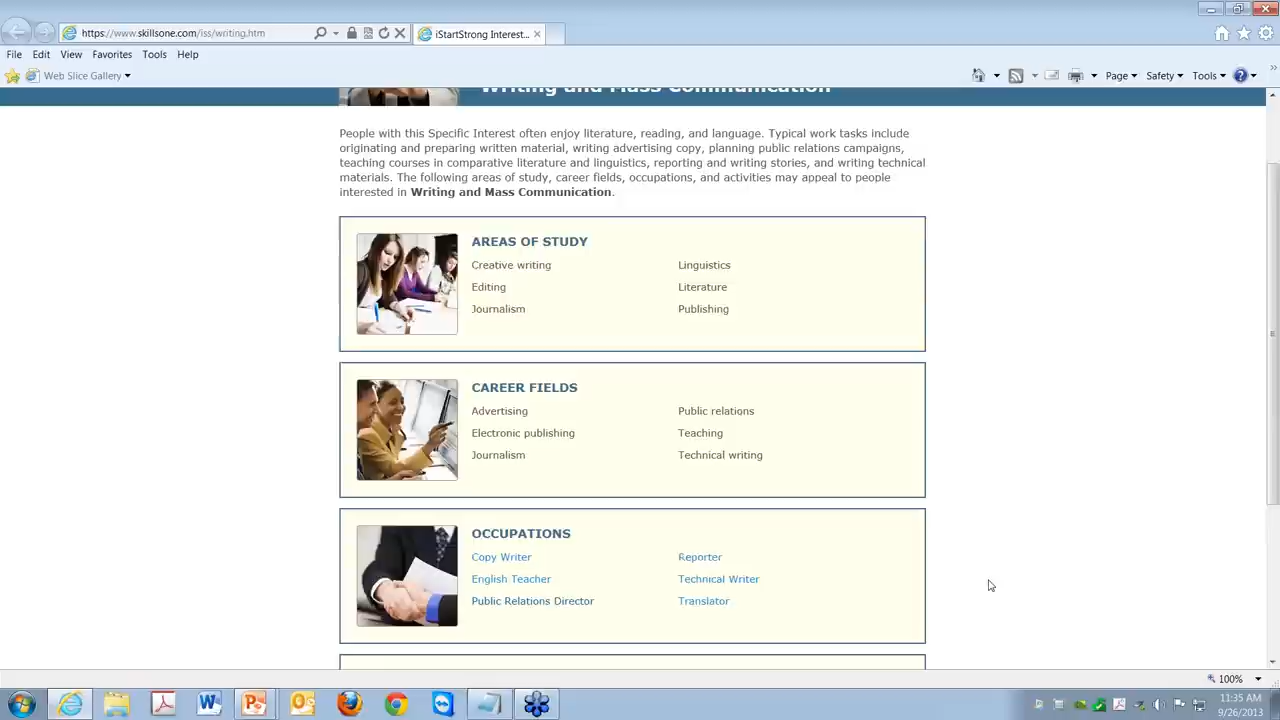 https://www.skillsone.com/iss/writing.htm
iStartStrong Interest...
File Edit View Favorites Tools Help
Web Slice Gallery
Page Safety Tools
Writing and Mass Communication
People with this Specific Interest often enjoy literature, reading, and language. Typical work tasks include
originating and preparing written material, writing advertising copy, planning public relations campaigns,
teaching courses in comparative literature and linguistics, reporting and writing stories, and writing technical
materials. The following areas of study, career fields, occupations, and activities may appeal to people
interested in Writing and Mass Communication.
AREAS OF STUDY
Creative writing Linguistics
Editing Literature
Journalism Publishing
CAREER FIELDS
Advertising Public relations
Electronic publishing Teaching
Journalism Technical writing
OCCUPATIONS
Copy Writer Reporter
English Teacher Technical Writer
Public Relations Director Translator
100%
11:35 AM
9/26/2013